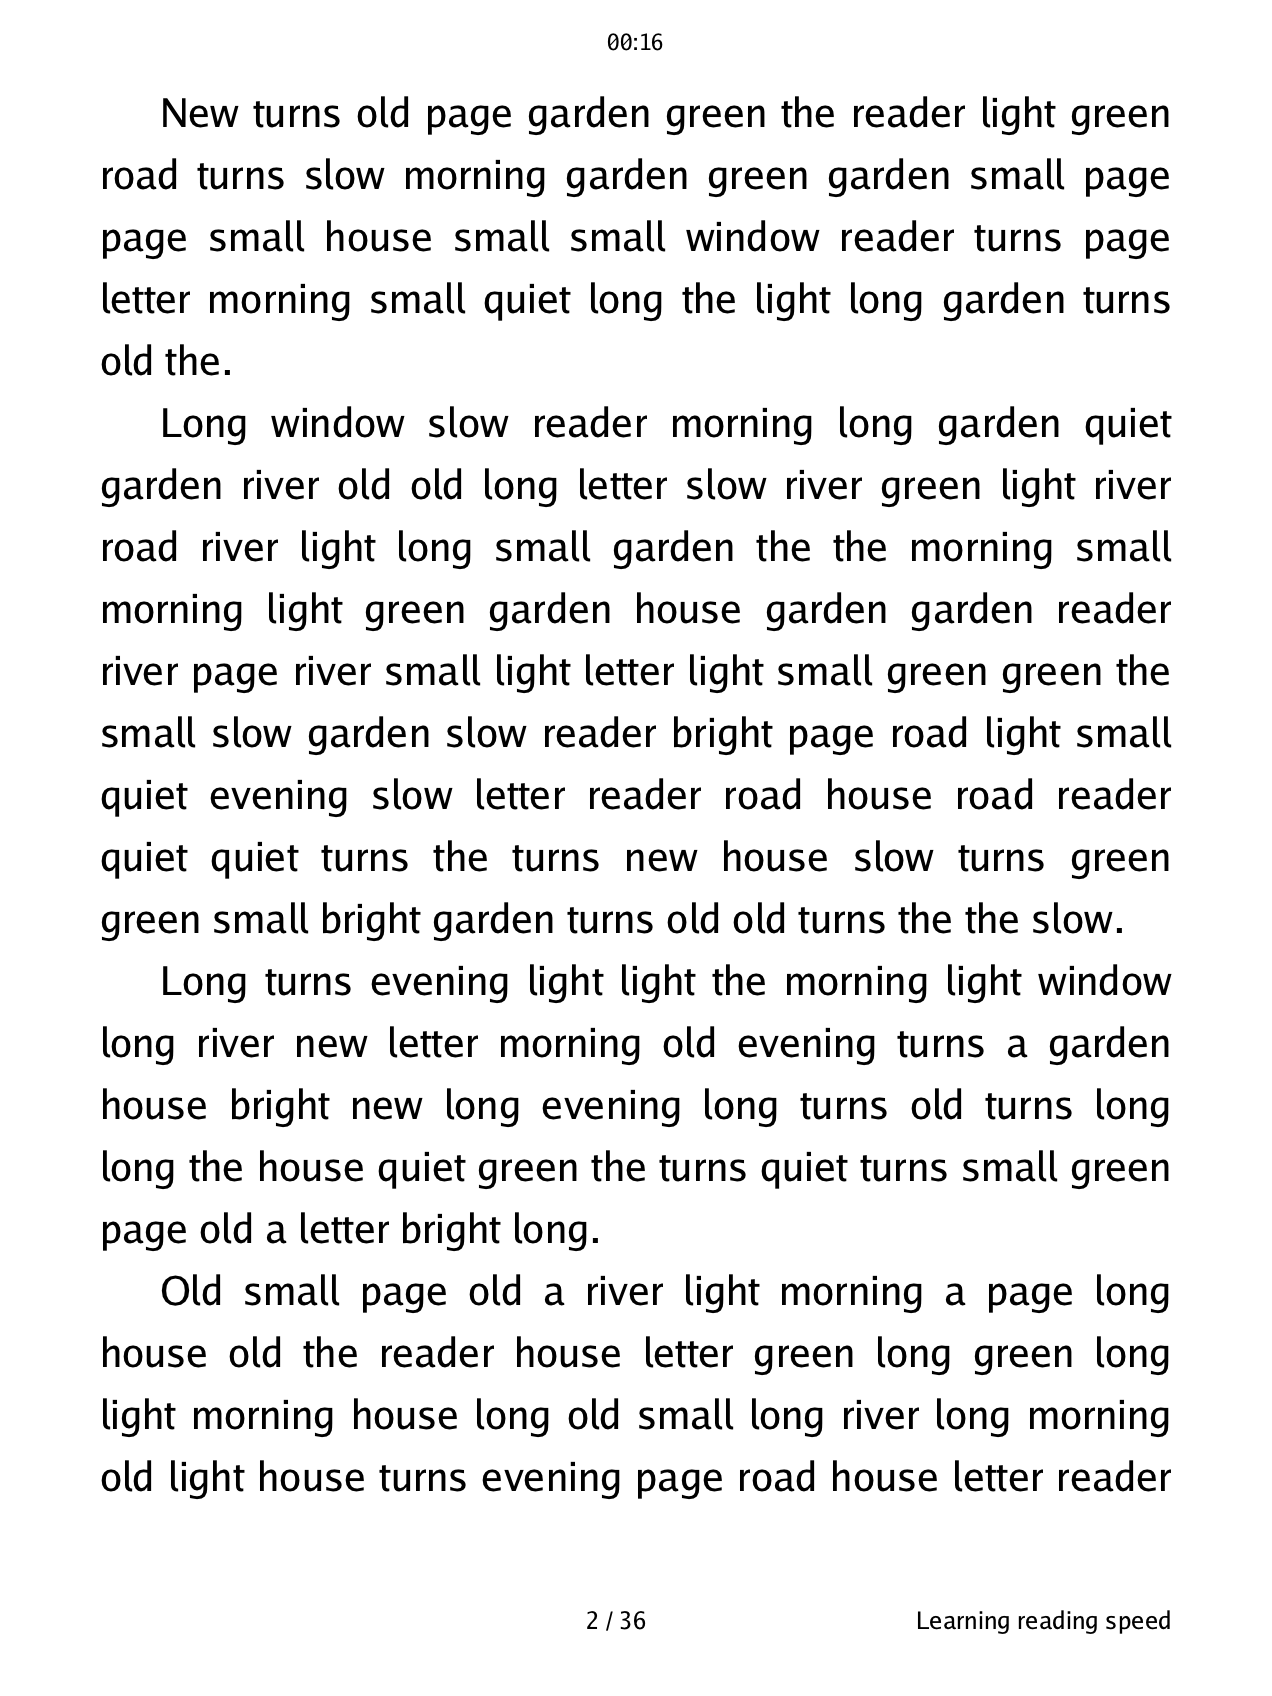 00:16
New turns old page garden green the reader light green
road turns slow morning garden green garden small page
page small house small small window reader turns page
letter morning small quiet long the light long garden turns
old the.
Long window slow reader morning long garden quiet
garden river old old long letter slow river green light river
road river light long small garden the the morning small
morning light green garden house garden garden reader
river page river small light letter light small green green the
small slow garden slow reader bright page road light small
quiet evening slow letter reader road house road reader
quiet quiet turns the turns new house slow turns green
green small bright garden turns old old turns the the slow.
Long turns evening light light the morning light window
long river new letter morning old evening turns a garden
house bright new long evening long turns old turns long
long the house quiet green the turns quiet turns small green
page old a letter bright long.
Old small page old a river light morning a page long
house old the reader house letter green long green long
light morning house long old small long river long morning
old light house turns evening page road house letter reader
2 / 36 Learning reading speed